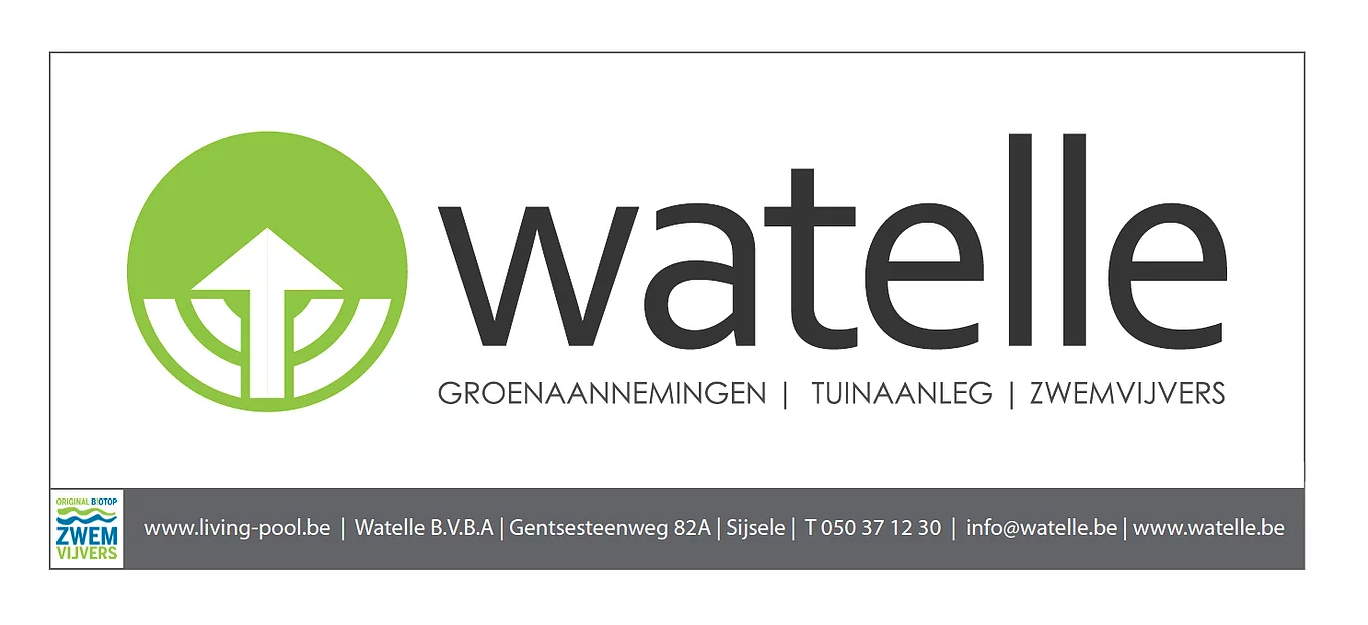 watelle
GROENAANNEMINGEN | TUINAANLEG | ZWEMVIJVERS
ORIGINAL BIOTOP
ZWEM
VIJVERS
www.living-pool.be | Watelle B.V.B.A | Gentsesteenweg 82A | Sijsele | T 050 37 12 30 | info@watelle.be | www.watelle.be